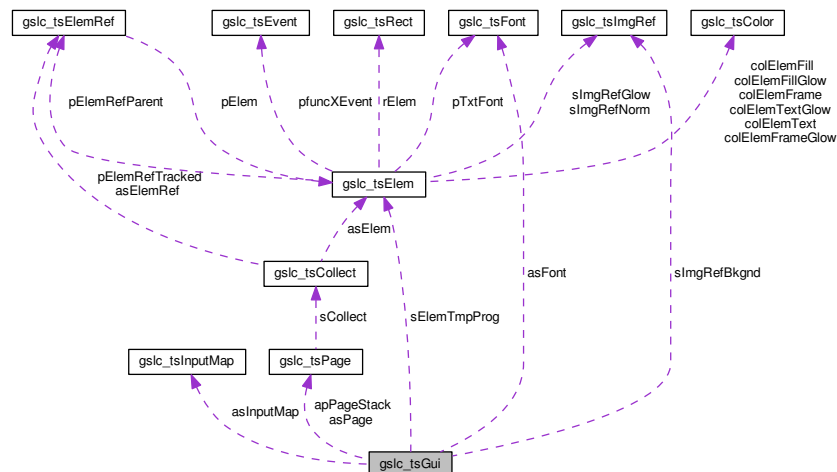 gslc_tsElemRef
gslc_tsEvent
gslc_tsRect
gslc_tsFont
gslc_tsImgRef
gslc_tsColor
pElemRefParent
pElem
pfuncXEvent
rElem
pTxtFont
sImgRefGlow
sImgRefNorm
colElemFill
colElemFillGlow
colElemFrame
colElemTextGlow
colElemText
colElemFrameGlow
pElemRefTracked
asElemRef
gslc_tsElem
asElem
gslc_tsCollect
asFont
sImgRefBkgnd
sCollect
sElemTmpProg
gslc_tsInputMap
gslc_tsPage
asInputMap
apPageStack
asPage
gslc_tsGui